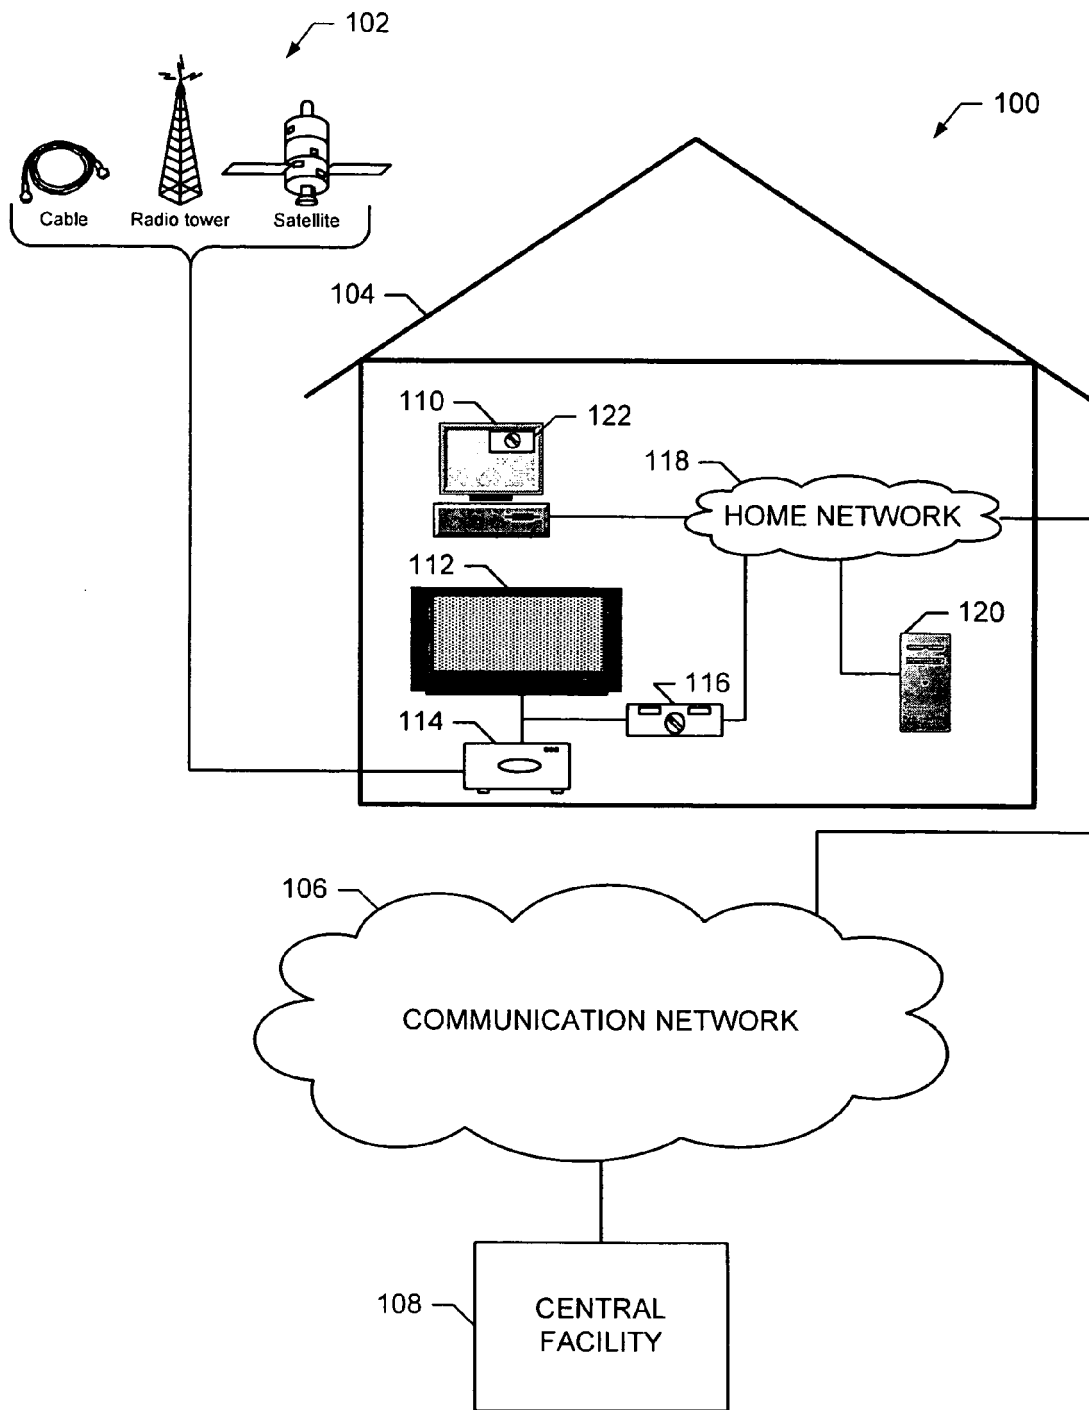 102
100
Cable
Radio tower
Satellite
104
110
122
118
HOME NETWORK
112
120
116
114
106
COMMUNICATION NETWORK
108
CENTRAL
FACILITY